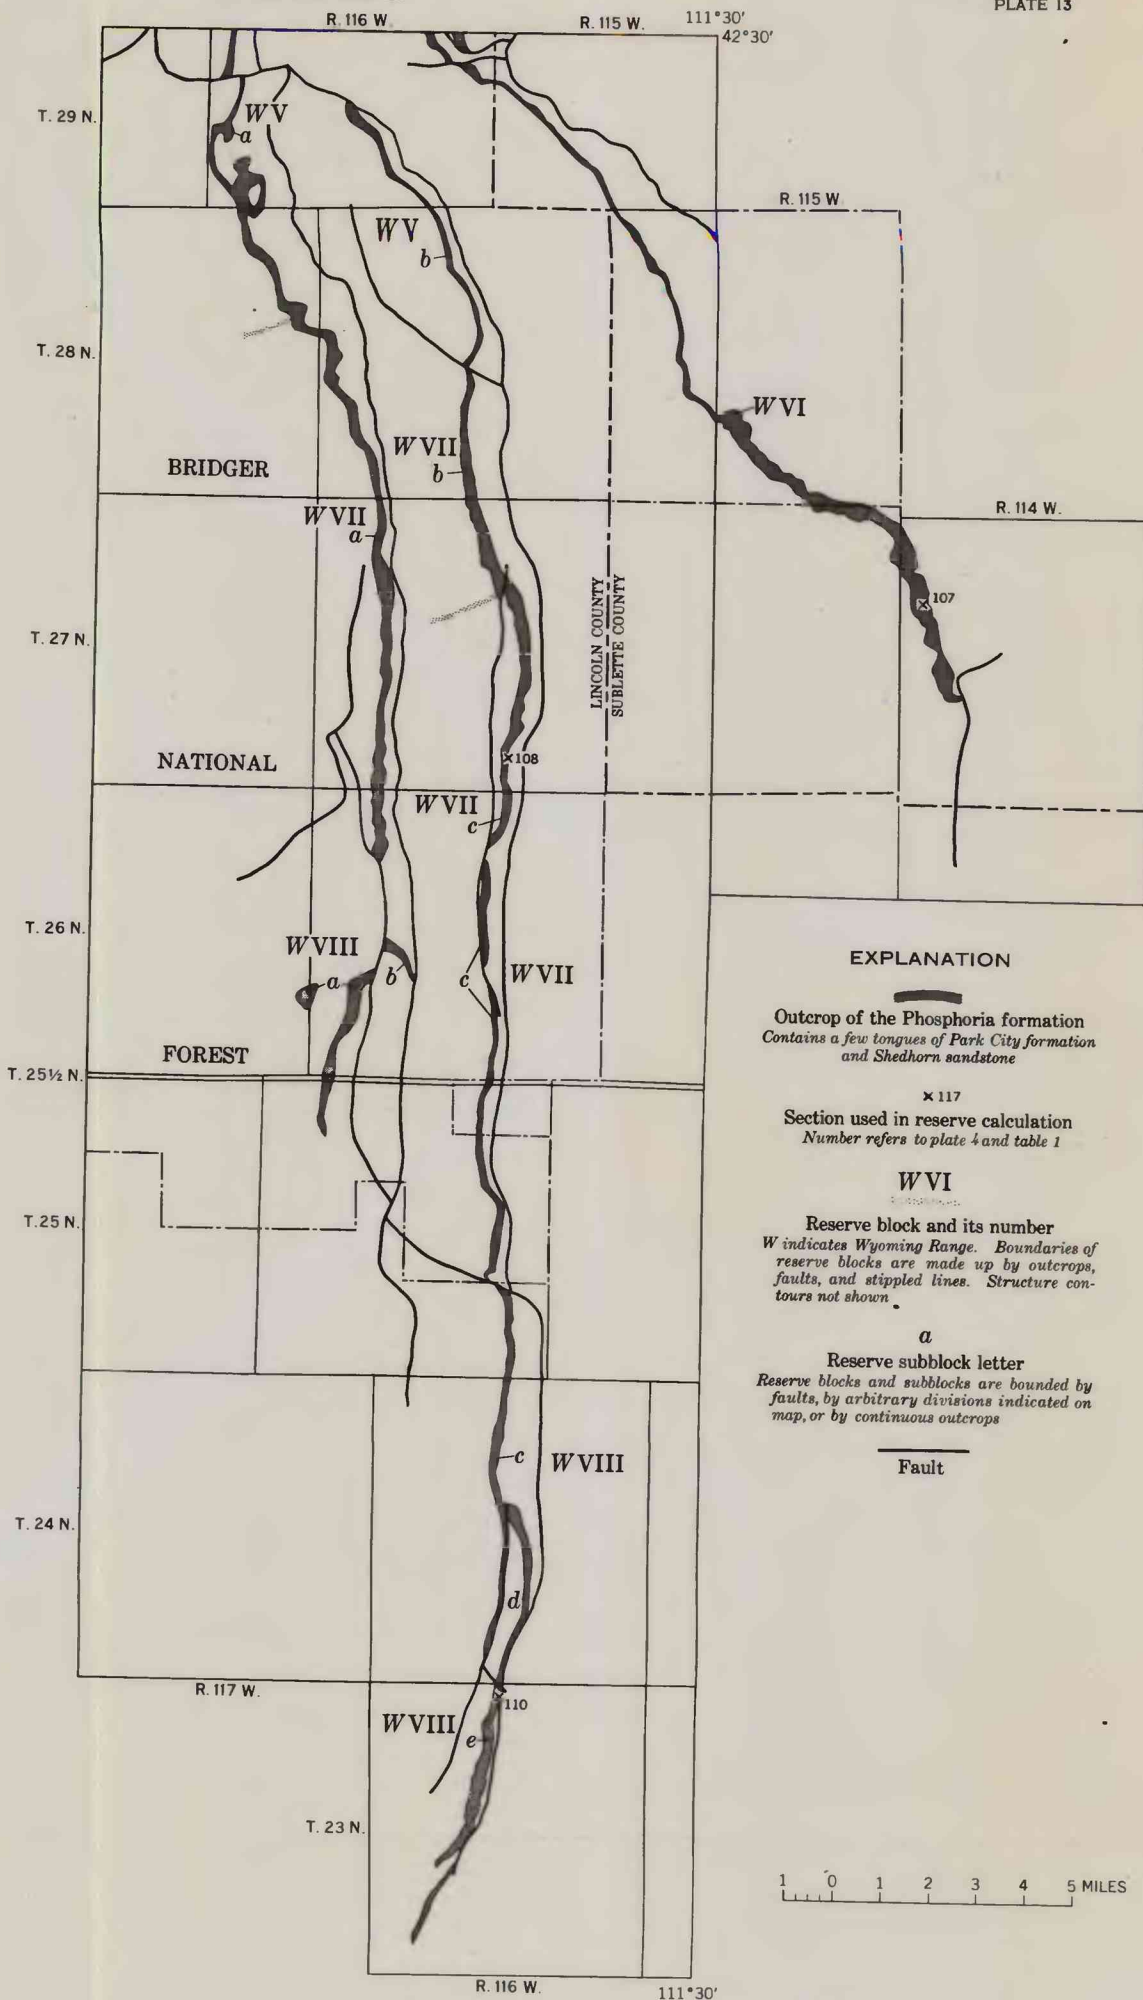 PLATE 13
R. 116 W.
R. 115 W.
111°30'
42°30'
T. 29 N.
WV
a
R. 115 W.
WV
b
T. 28 N.
WVI
WVII
b
BRIDGER
R. 114 W.
WVII
a
107
LINCOLN COUNTY
SUBLETTE COUNTY
T. 27 N.
108
NATIONAL
WVII
c
T. 26 N.
WVIII
a
b
c
WVII
FOREST
T. 25½ N.
T. 25 N.
c
WVIII
T. 24 N.
d
R. 117 W.
110
WVIII
e
T. 23 N.
R. 116 W.
111°30'
EXPLANATION
Outcrop of the Phosphoria formation
Contains a few tongues of Park City formation
and Shedhorn sandstone
× 117
Section used in reserve calculation
Number refers to plate 4 and table 1
WVI
Reserve block and its number
W indicates Wyoming Range. Boundaries of
reserve blocks are made up by outcrops,
faults, and stippled lines. Structure con-
tours not shown
a
Reserve subblock letter
Reserve blocks and subblocks are bounded by
faults, by arbitrary divisions indicated on
map, or by continuous outcrops
Fault
1 0 1 2 3 4 5 MILES